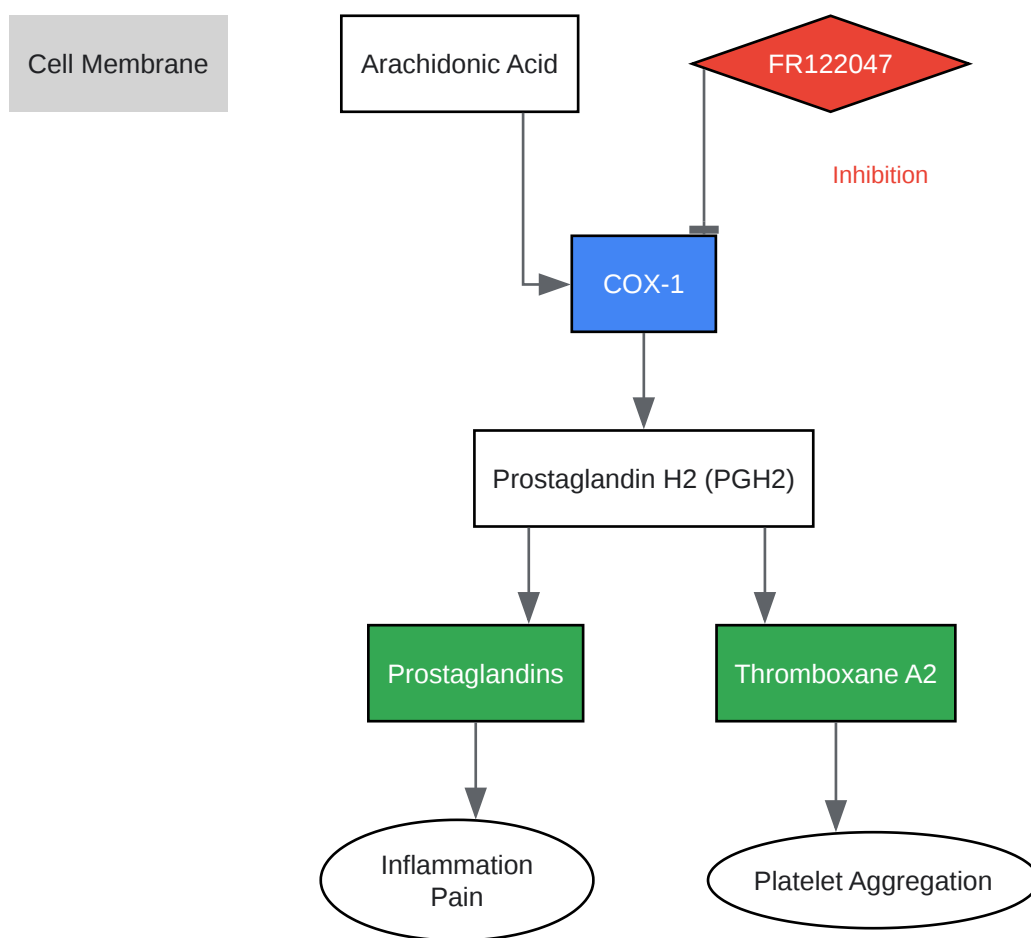 Cell Membrane
Arachidonic Acid
FR122047
Inhibition
COX-1
Prostaglandin H2 (PGH2)
Prostaglandins
Thromboxane A2
Inflammation
Pain
Platelet Aggregation